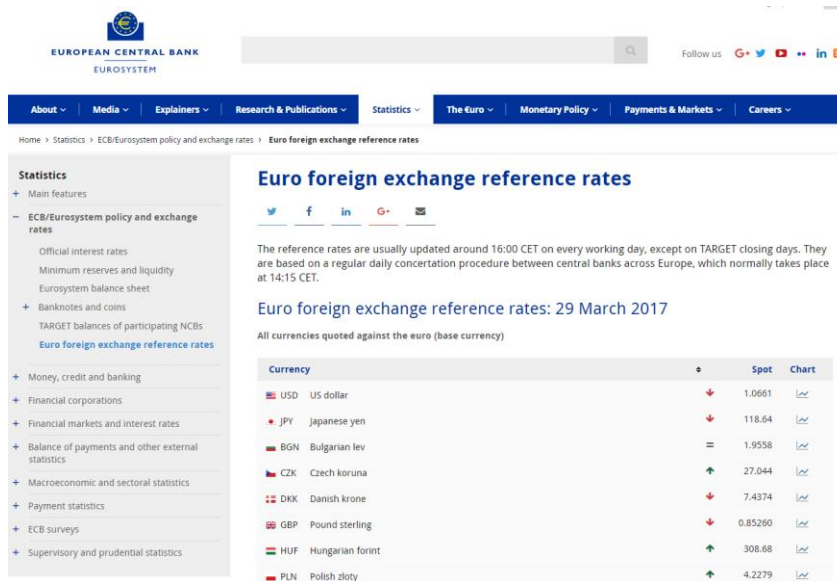 EUROPEAN CENTRAL BANK
EUROSYSTEM
Follow us
About
Media
Explainers
Research & Publications
Statistics
The €uro
Monetary Policy
Payments & Markets
Careers
Home › Statistics › ECB/Eurosystem policy and exchange rates › Euro foreign exchange reference rates
Statistics
+ Main features
− ECB/Eurosystem policy and exchange
rates
Official interest rates
Minimum reserves and liquidity
Eurosystem balance sheet
+ Banknotes and coins
TARGET balances of participating NCBs
Euro foreign exchange reference rates
+ Money, credit and banking
+ Financial corporations
+ Financial markets and interest rates
+ Balance of payments and other external
statistics
+ Macroeconomic and sectoral statistics
+ Payment statistics
+ ECB surveys
+ Supervisory and prudential statistics
Euro foreign exchange reference rates
The reference rates are usually updated around 16:00 CET on every working day, except on TARGET closing days. They
are based on a regular daily concertation procedure between central banks across Europe, which normally takes place
at 14:15 CET.
Euro foreign exchange reference rates: 29 March 2017
All currencies quoted against the euro (base currency)
Currency Spot Chart
USD US dollar 1.0661
JPY Japanese yen 118.64
BGN Bulgarian lev = 1.9558
CZK Czech koruna 27.044
DKK Danish krone 7.4374
GBP Pound sterling 0.85260
HUF Hungarian forint 308.68
PLN Polish zloty 4.2279